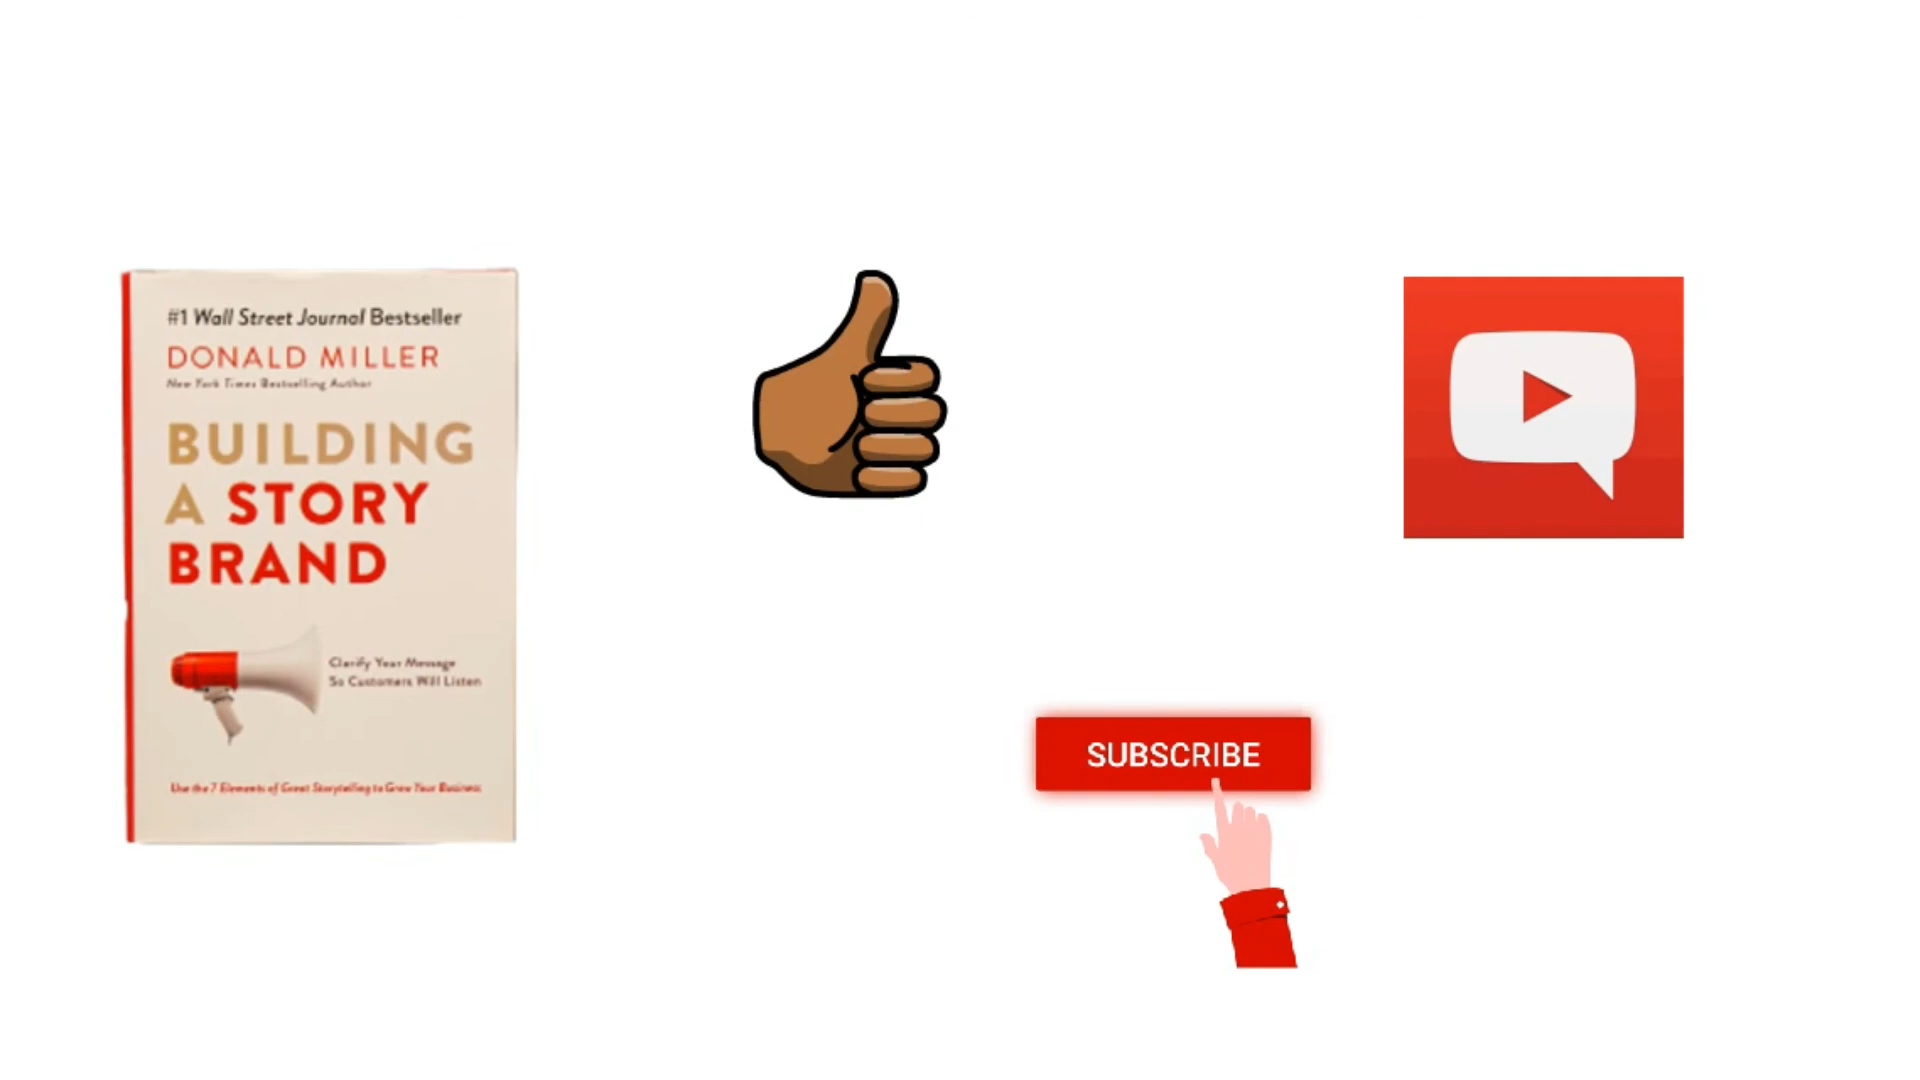 #1 Wall Street Journal Bestseller
DONALD MILLER
New York Times Bestselling Author
BUILDING
A STORY
BRAND
Clarify Your Message
So Customers Will Listen
Use the 7 Elements of Great Storytelling to Grow Your Business
SUBSCRIBE